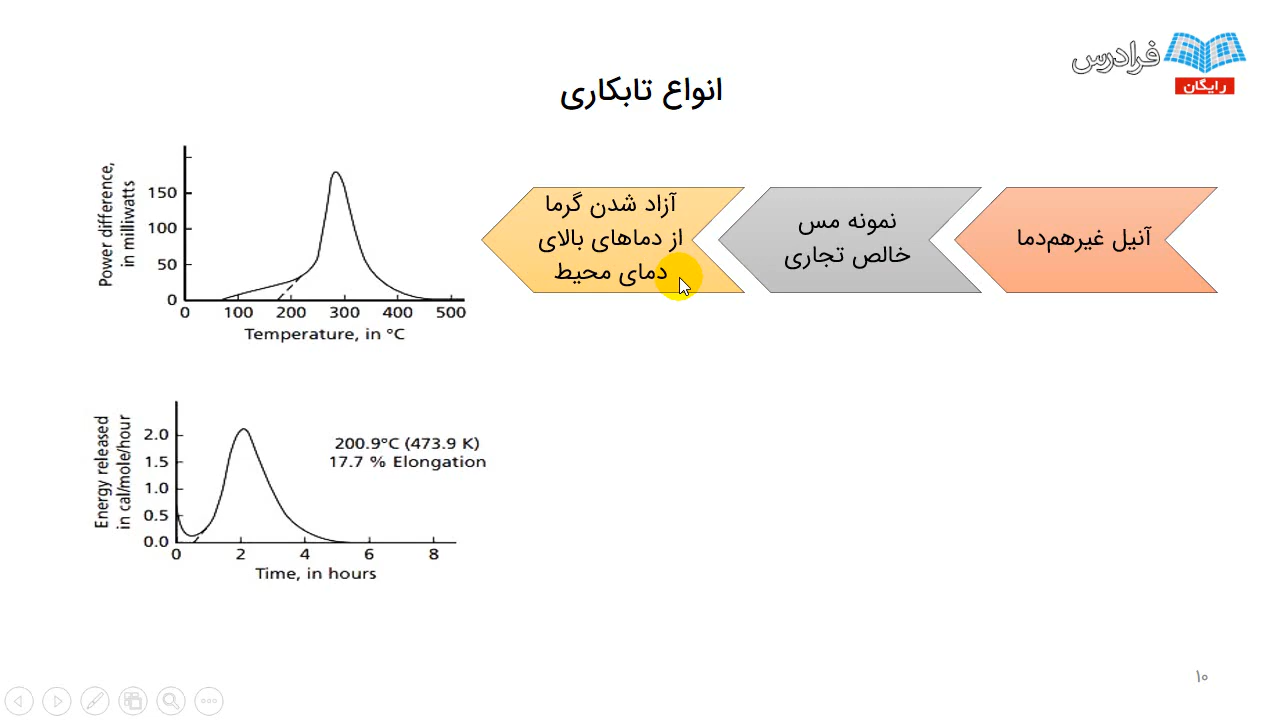 فرادرس
رایگان
انواع تابکاری
آنیل غیرهم‌دما
نمونه مس
خالص تجاری
آزاد شدن گرما
از دماهای بالای
دمای محیط
Power difference,
in milliwatts
150
100
50
0
0 100 200 300 400 500
Temperature, in °C
Energy released
in cal/mole/hour
2.0
1.5
1.0
0.5
0.0
200.9°C (473.9 K)
17.7 % Elongation
0 2 4 6 8
Time, in hours
۱۰